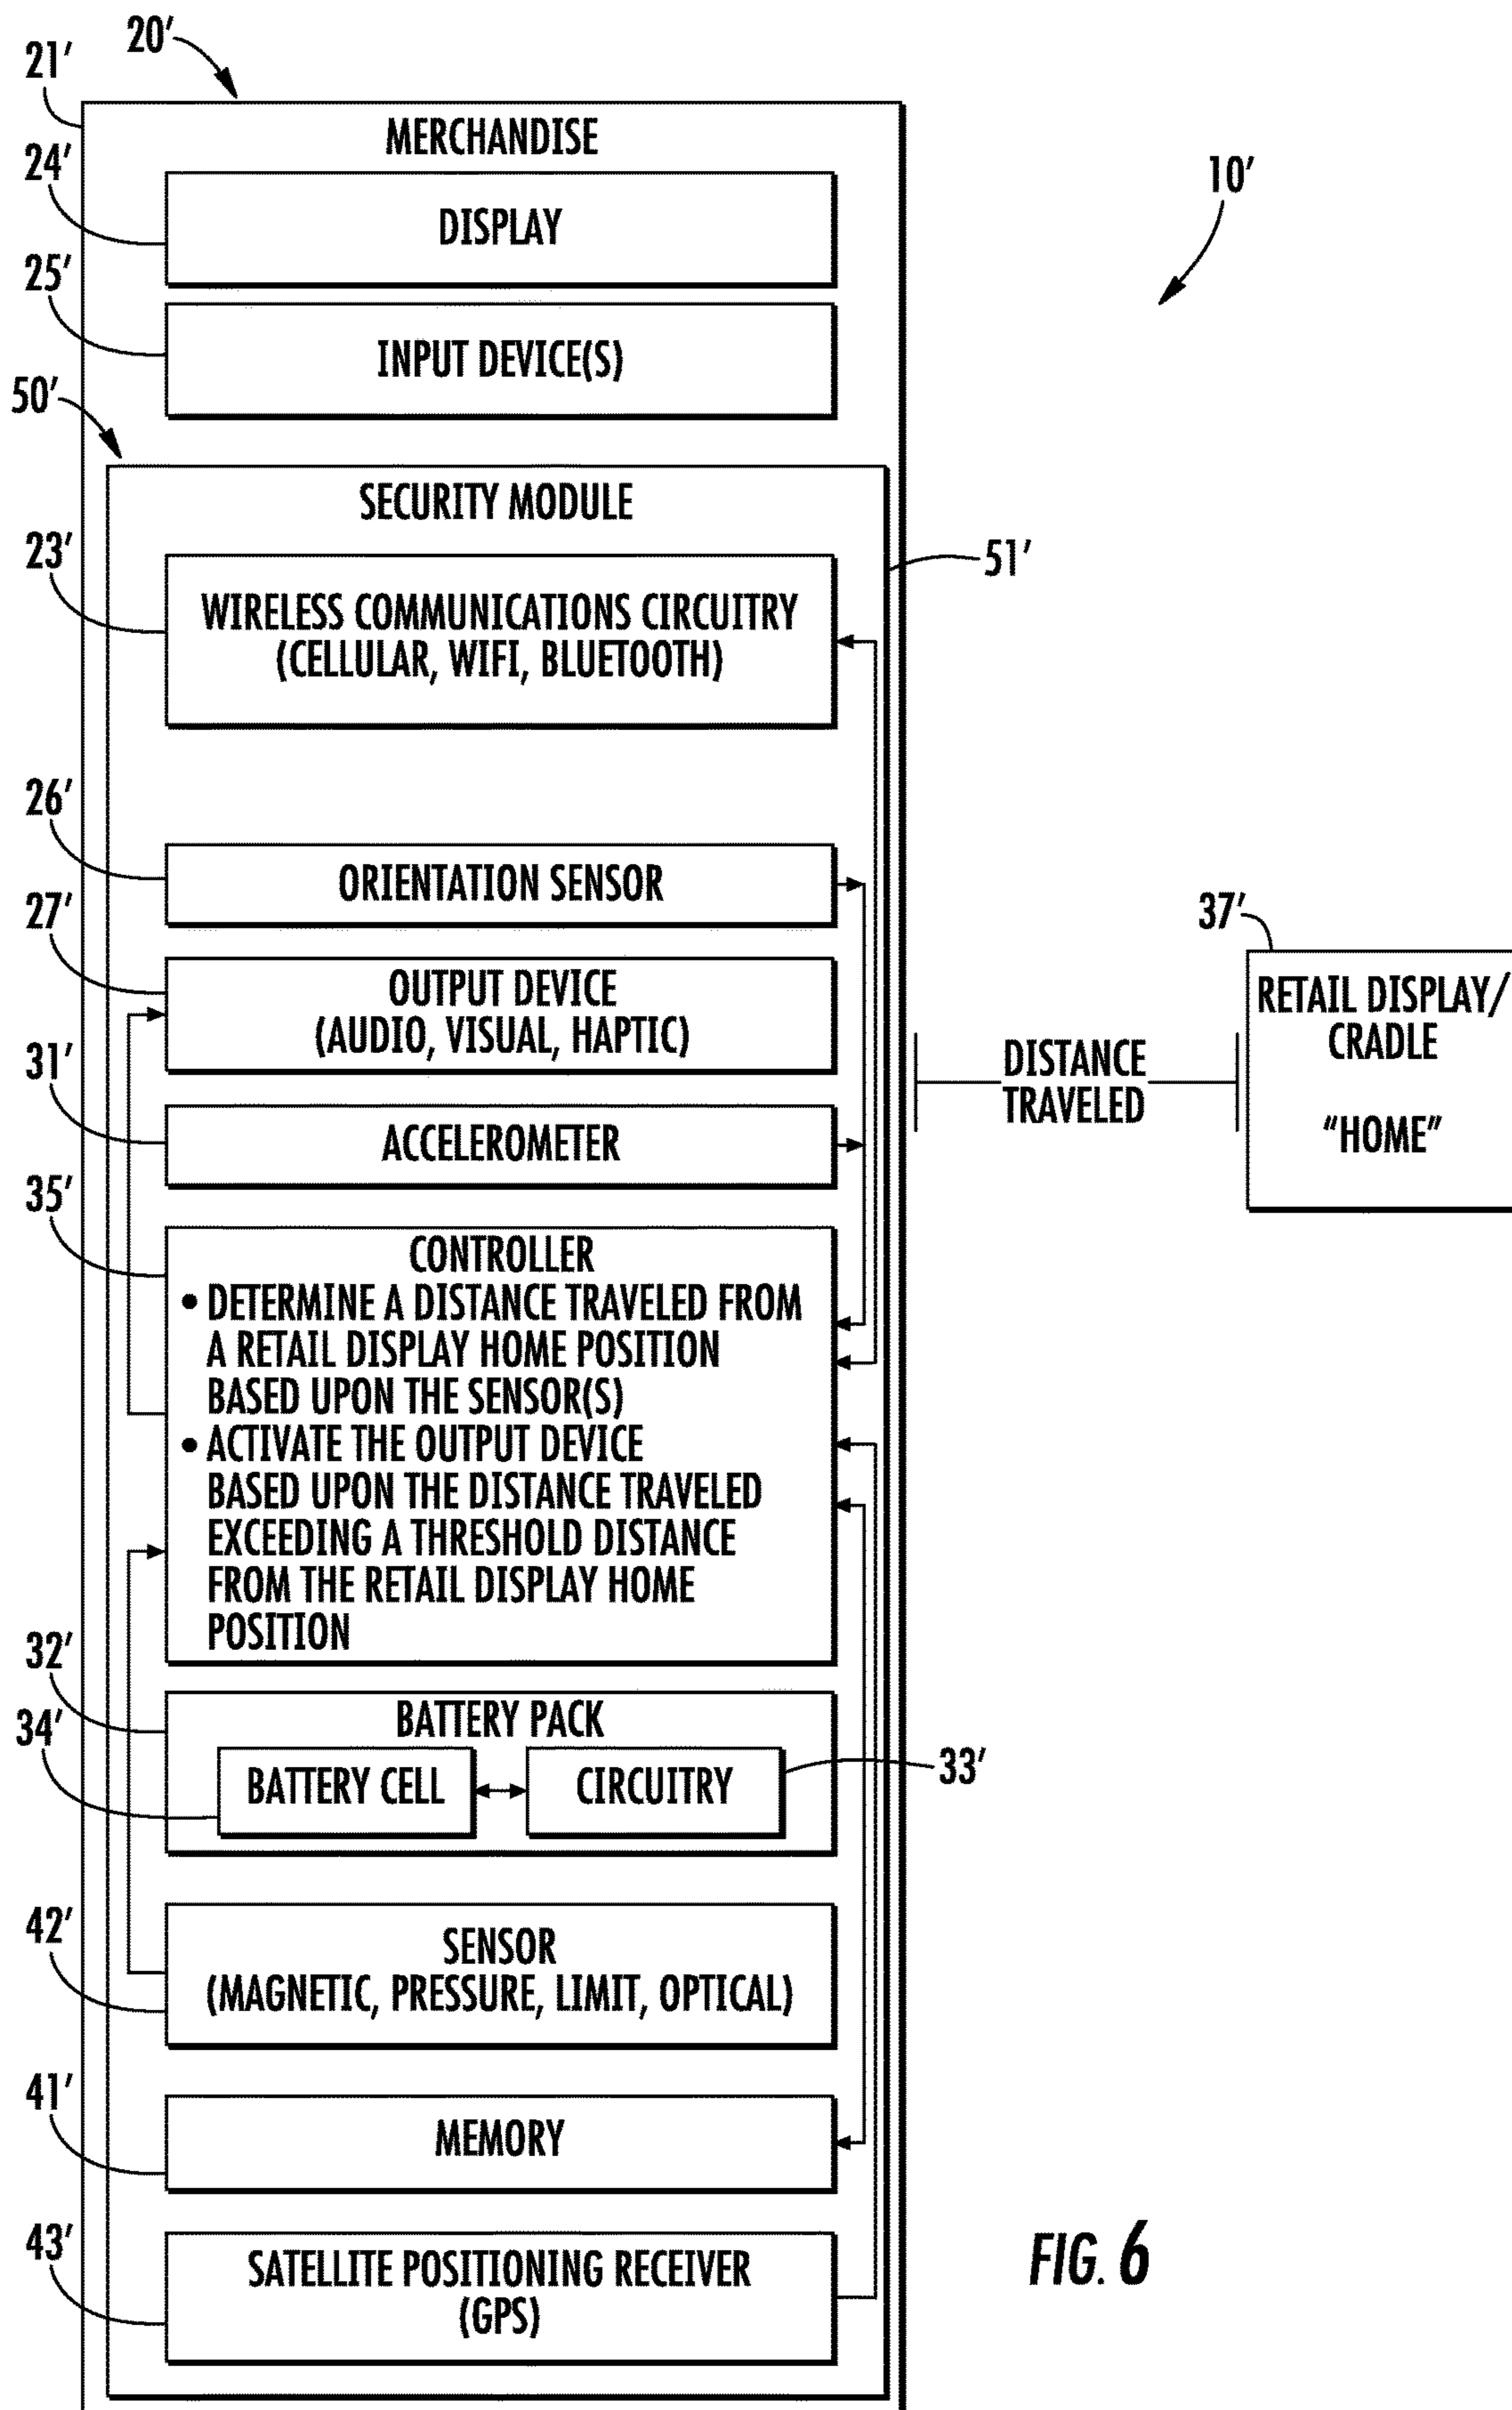 20′
21′
MERCHANDISE
24′
DISPLAY
10′
25′
INPUT DEVICE(S)
50′
SECURITY MODULE
23′
51′
WIRELESS COMMUNICATIONS CIRCUITRY
(CELLULAR, WIFI, BLUETOOTH)
26′
ORIENTATION SENSOR
27′
OUTPUT DEVICE
(AUDIO, VISUAL, HAPTIC)
37′
RETAIL DISPLAY/
CRADLE
"HOME"
DISTANCE
TRAVELED
31′
ACCELEROMETER
35′
CONTROLLER
• DETERMINE A DISTANCE TRAVELED FROM
A RETAIL DISPLAY HOME POSITION
BASED UPON THE SENSOR(S)
• ACTIVATE THE OUTPUT DEVICE
BASED UPON THE DISTANCE TRAVELED
EXCEEDING A THRESHOLD DISTANCE
FROM THE RETAIL DISPLAY HOME
POSITION
32′
BATTERY PACK
34′
BATTERY CELL
CIRCUITRY
33′
42′
SENSOR
(MAGNETIC, PRESSURE, LIMIT, OPTICAL)
41′
MEMORY
43′
SATELLITE POSITIONING RECEIVER
(GPS)
FIG. 6